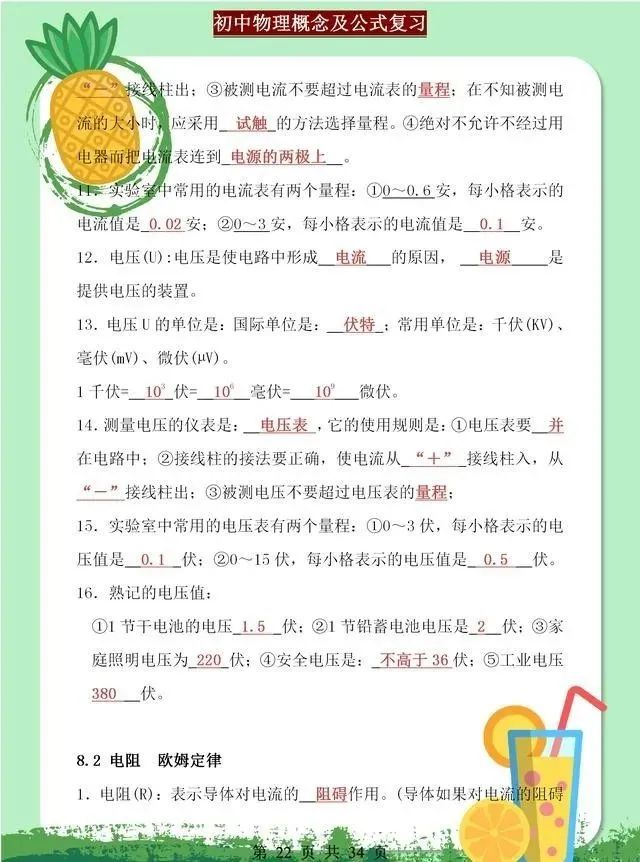 初中物理概念及公式复习
“－”接线柱出；③被测电流不要超过电流表的量程；在不知被测电
流的大小时，应采用 试触 的方法选择量程。④绝对不允许不经过用
电器而把电流表连到 电源的两极上 。
11．实验室中常用的电流表有两个量程：①0～0.6安，每小格表示的
电流值是 0.02安；②0～3安，每小格表示的电流值是 0.1 安。
12．电压(U)：电压是使电路中形成 电流 的原因， 电源 是
提供电压的装置。
13．电压U的单位是：国际单位是： 伏特 ；常用单位是：千伏(KV)、
毫伏(mV)、微伏(μV)。
1千伏= 10³ 伏= 10⁶ 毫伏= 10⁹ 微伏。
14．测量电压的仪表是： 电压表 ，它的使用规则是：①电压表要 并
在电路中；②接线柱的接法要正确，使电流从 “＋” 接线柱入，从
“－”接线柱出；③被测电压不要超过电压表的量程；
15．实验室中常用的电压表有两个量程：①0～3伏，每小格表示的电
压值是 0.1 伏；②0～15伏，每小格表示的电压值是 0.5 伏。
16．熟记的电压值：
①1节干电池的电压 1.5 伏；②1节铅蓄电池电压是 2 伏；③家
庭照明电压为 220 伏；④安全电压是： 不高于36伏；⑤工业电压
380 伏。
8.2 电阻 欧姆定律
1．电阻(R)：表示导体对电流的 阻碍作用。(导体如果对电流的阻碍
第 22 页 共 34 页